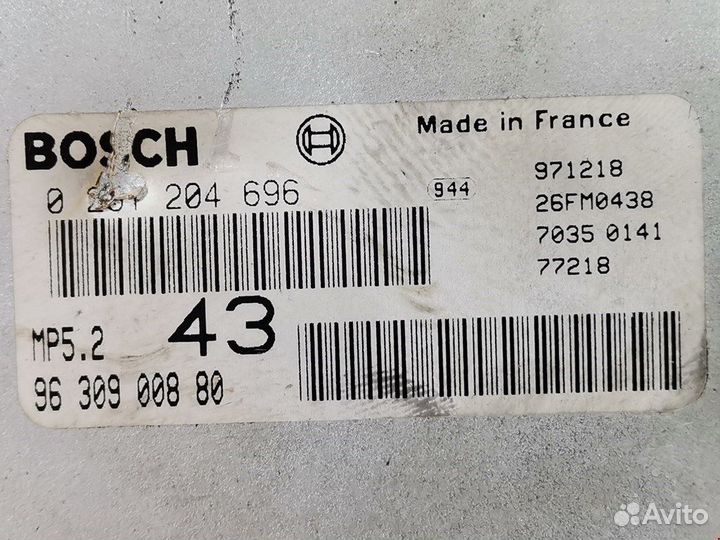 BOSCH
Made in France
0 204 696
944
971218
26FM0438
7035 0141
77218
MP5.2
43
96 309 008 80
Avito